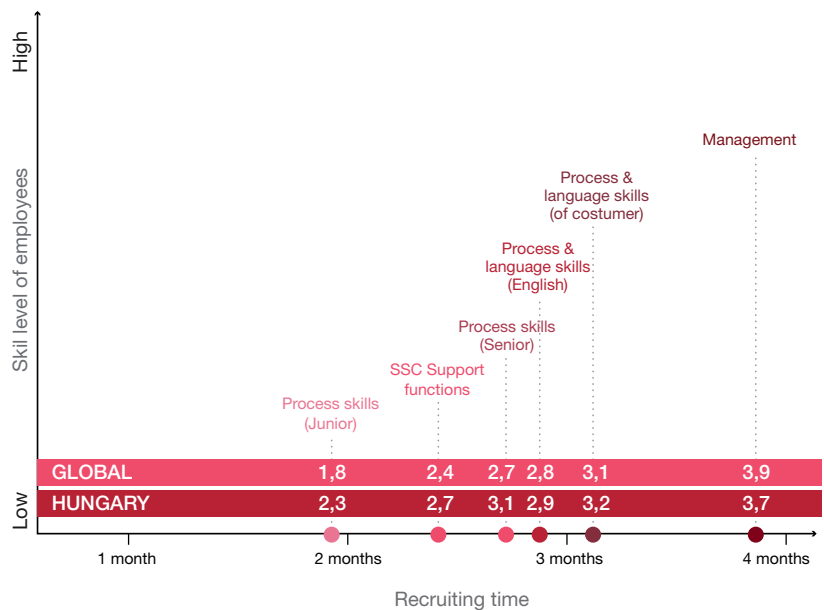 High
Management
Process &
language skills
(of costumer)
Process &
language skills
(English)
Process skills
(Senior)
SSC Support
functions
Process skills
(Junior)
Skil level of employees
GLOBAL 1,8 2,4 2,7 2,8 3,1 3,9
HUNGARY 2,3 2,7 3,1 2,9 3,2 3,7
Low
1 month 2 months 3 months 4 months
Recruiting time